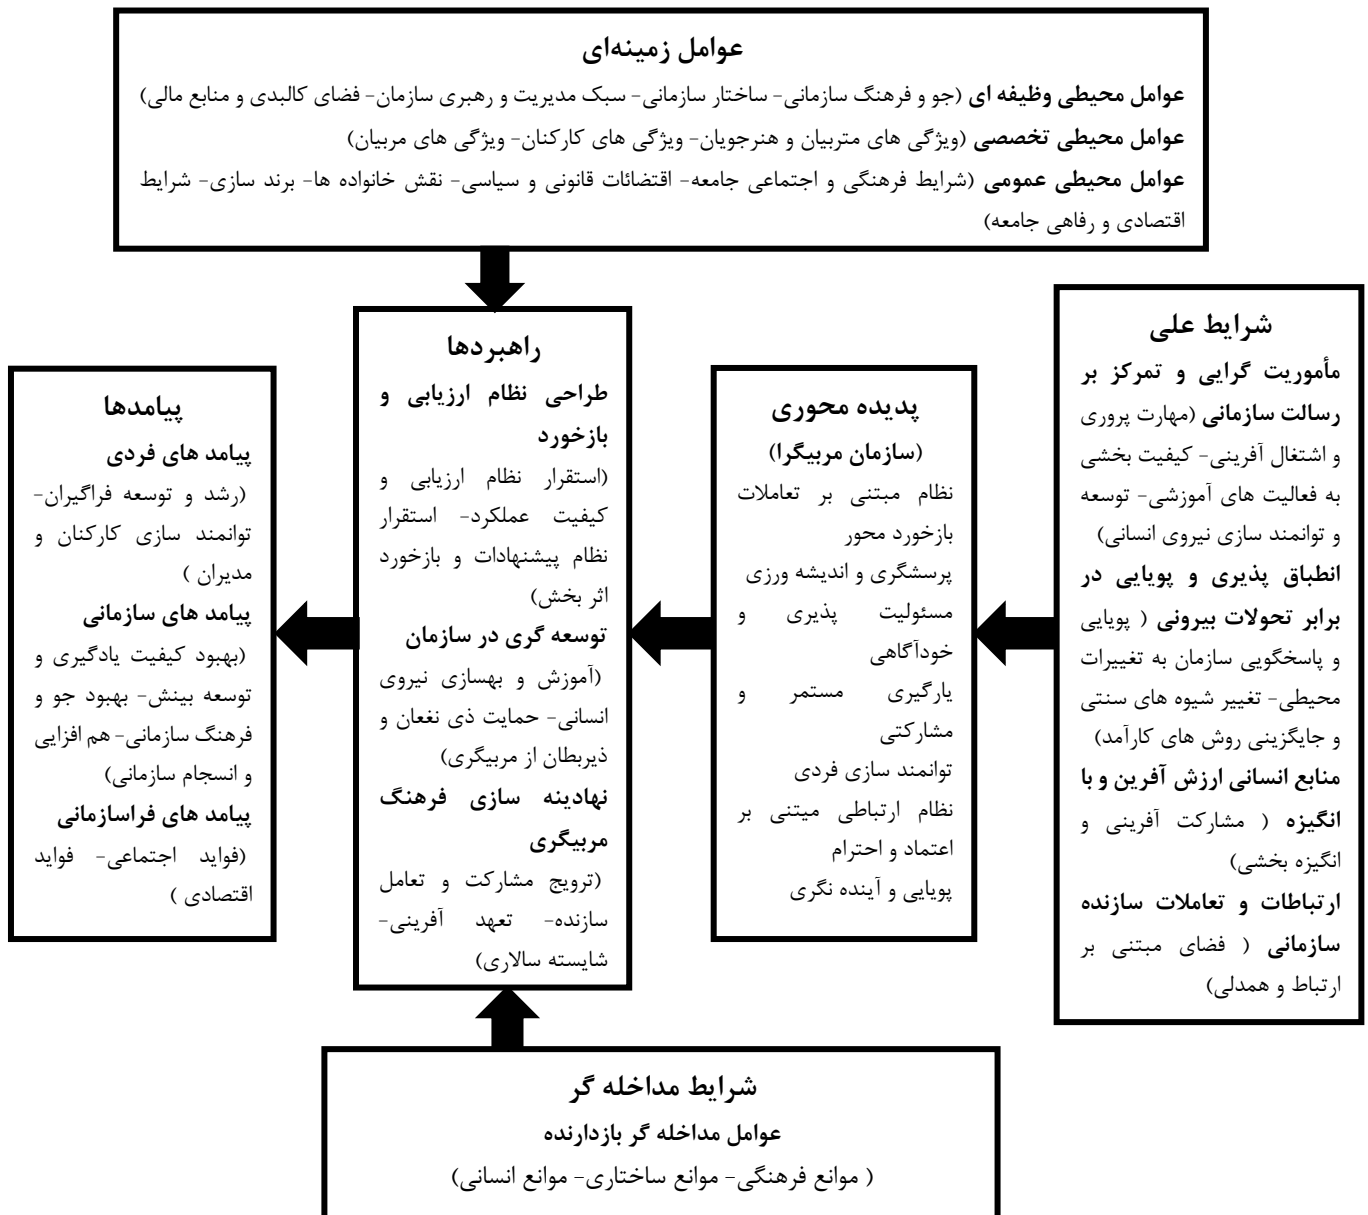 عوامل زمینه‌ای
عوامل محیطی وظیفه ای (جو و فرهنگ سازمانی- ساختار سازمانی- سبک مدیریت و رهبری سازمان- فضای کالبدی و منابع مالی)
عوامل محیطی تخصصی (ویژگی های متربیان و هنرجویان- ویژگی های کارکنان- ویژگی های مربیان)
عوامل محیطی عمومی (شرایط فرهنگی و اجتماعی جامعه- اقتضائات قانونی و سیاسی- نقش خانواده ها- برند سازی- شرایط
اقتصادی و رفاهی جامعه)
شرایط علی
مأموریت گرایی و تمرکز بر
رسالت سازمانی (مهارت پروری
و اشتغال آفرینی- کیفیت بخشی
به فعالیت های آموزشی- توسعه
و توانمند سازی نیروی انسانی)
انطباق پذیری و پویایی در
برابر تحولات بیرونی ( پویایی
و پاسخگویی سازمان به تغییرات
محیطی- تغییر شیوه های سنتی
و جایگزینی روش های کارآمد)
منابع انسانی ارزش آفرین و با
انگیزه ( مشارکت آفرینی و
انگیزه بخشی)
ارتباطات و تعاملات سازنده
سازمانی ( فضای مبتنی بر
ارتباط و همدلی)
پدیده محوری
(سازمان مربیگرا)
نظام مبتنی بر تعاملات
بازخورد محور
پرسشگری و اندیشه ورزی
مسئولیت پذیری و
خودآگاهی
یارگیری مستمر و
مشارکتی
توانمند سازی فردی
نظام ارتباطی میتنی بر
اعتماد و احترام
پویایی و آینده نگری
راهبردها
طراحی نظام ارزیابی و
بازخورد
(استقرار نظام ارزیابی و
کیفیت عملکرد- استقرار
نظام پیشنهادات و بازخورد
اثر بخش)
توسعه گری در سازمان
(آموزش و بهسازی نیروی
انسانی- حمایت ذی نغعان و
ذیربطان از مربیگری)
نهادینه سازی فرهنگ
مربیگری
(ترویج مشارکت و تعامل
سازنده- تعهد آفرینی-
شایسته سالاری)
پیامدها
پیامد های فردی
(رشد و توسعه فراگیران-
توانمند سازی کارکنان و
مدیران )
پیامد های سازمانی
(بهبود کیفیت یادگیری و
توسعه بینش- بهبود جو و
فرهنگ سازمانی- هم افزایی
و انسجام سازمانی)
پیامد های فراسازمانی
(فواید اجتماعی- فواید
اقتصادی )
شرایط مداخله گر
عوامل مداخله گر بازدارنده
( موانع فرهنگی- موانع ساختاری- موانع انسانی)